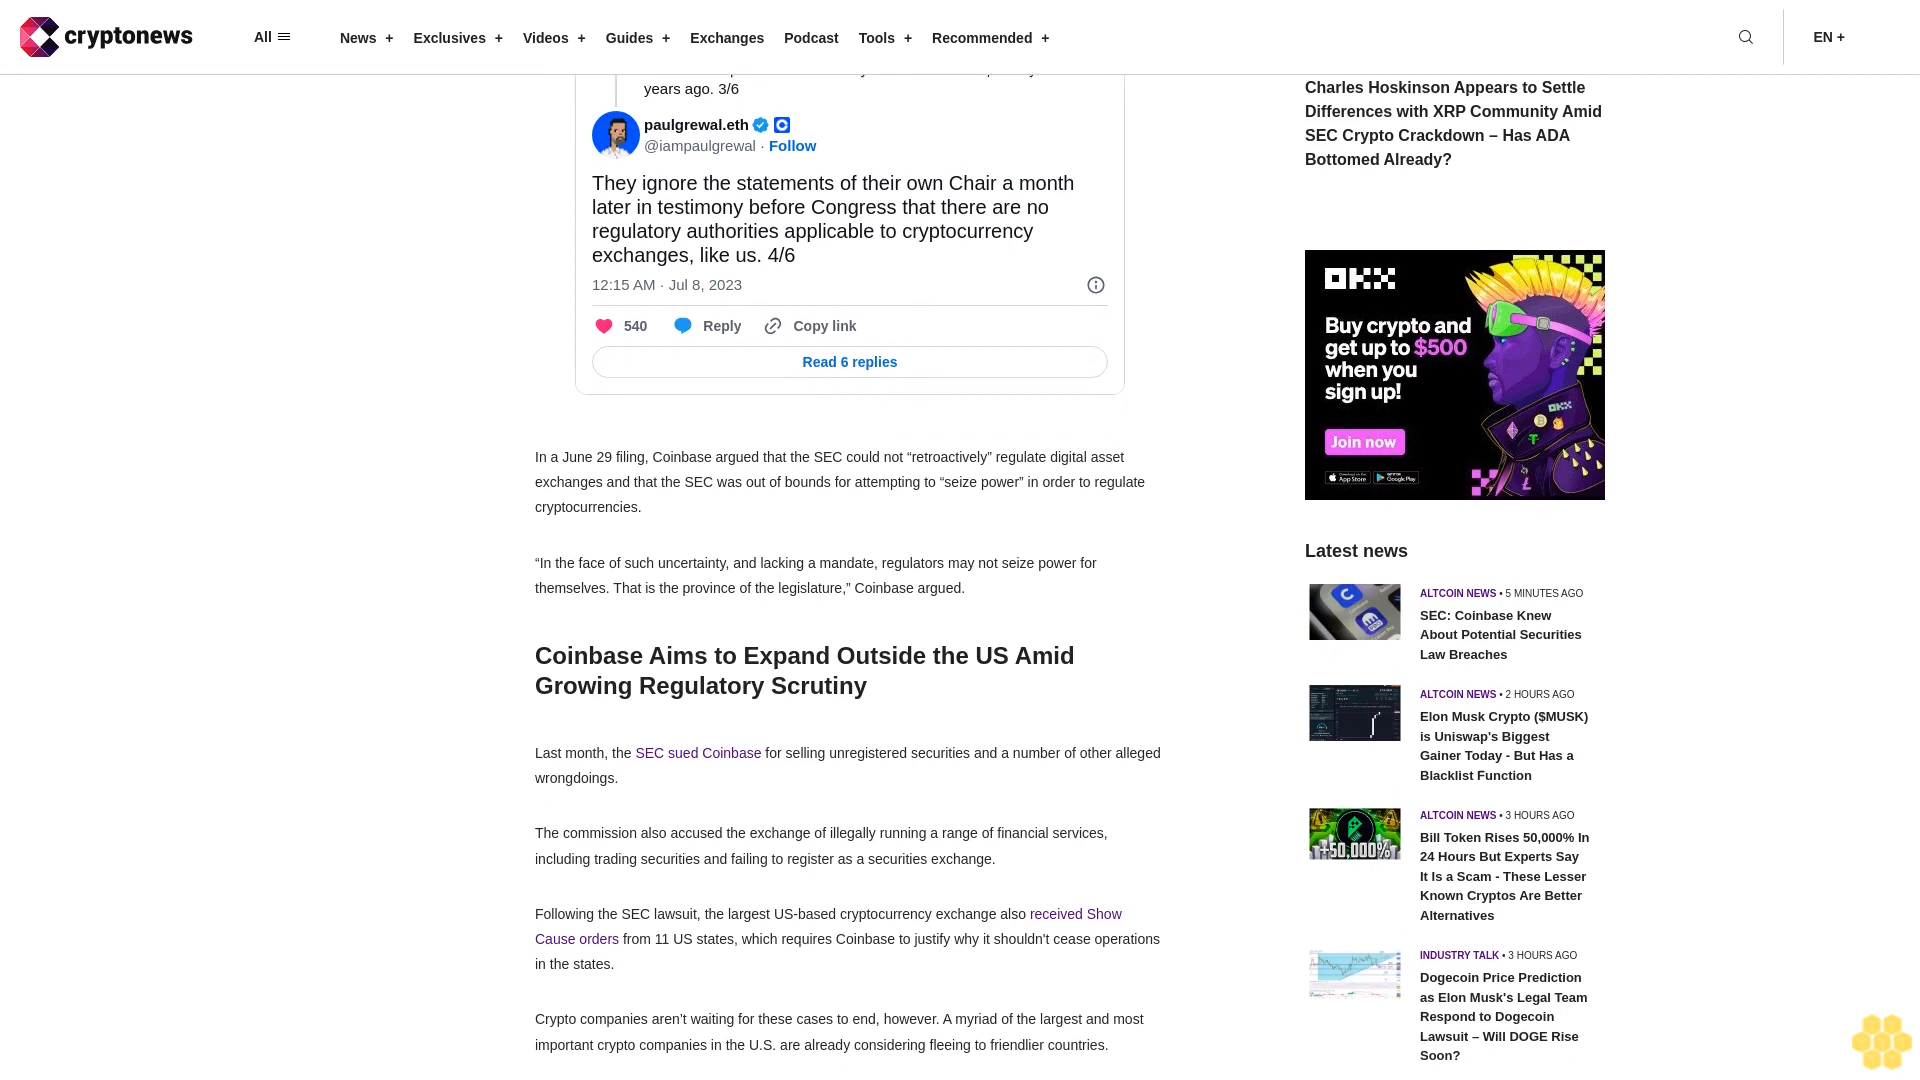 cryptonews
All
News +
Exclusives +
Videos +
Guides +
Exchanges
Podcast
Tools +
Recommended +
EN +
years ago. 3/6
paulgrewal.eth
@iampaulgrewal · Follow
They ignore the statements of their own Chair a month
later in testimony before Congress that there are no
regulatory authorities applicable to cryptocurrency
exchanges, like us. 4/6
12:15 AM · Jul 8, 2023
540
Reply
Copy link
Read 6 replies
In a June 29 filing, Coinbase argued that the SEC could not “retroactively” regulate digital asset
exchanges and that the SEC was out of bounds for attempting to “seize power” in order to regulate
cryptocurrencies.
“In the face of such uncertainty, and lacking a mandate, regulators may not seize power for
themselves. That is the province of the legislature,” Coinbase argued.
Coinbase Aims to Expand Outside the US Amid
Growing Regulatory Scrutiny
Last month, the SEC sued Coinbase for selling unregistered securities and a number of other alleged
wrongdoings.
The commission also accused the exchange of illegally running a range of financial services,
including trading securities and failing to register as a securities exchange.
Following the SEC lawsuit, the largest US-based cryptocurrency exchange also received Show
Cause orders from 11 US states, which requires Coinbase to justify why it shouldn't cease operations
in the states.
Crypto companies aren’t waiting for these cases to end, however. A myriad of the largest and most
important crypto companies in the U.S. are already considering fleeing to friendlier countries.
Charles Hoskinson Appears to Settle
Differences with XRP Community Amid
SEC Crypto Crackdown – Has ADA
Bottomed Already?
OKX
Buy crypto and
get up to $500
when you
sign up!
Join now
App Store
Google Play
Latest news
ALTCOIN NEWS • 5 MINUTES AGO
SEC: Coinbase Knew
About Potential Securities
Law Breaches
ALTCOIN NEWS • 2 HOURS AGO
Elon Musk Crypto ($MUSK)
is Uniswap's Biggest
Gainer Today - But Has a
Blacklist Function
+50,000%
ALTCOIN NEWS • 3 HOURS AGO
Bill Token Rises 50,000% In
24 Hours But Experts Say
It Is a Scam - These Lesser
Known Cryptos Are Better
Alternatives
INDUSTRY TALK • 3 HOURS AGO
Dogecoin Price Prediction
as Elon Musk's Legal Team
Respond to Dogecoin
Lawsuit – Will DOGE Rise
Soon?